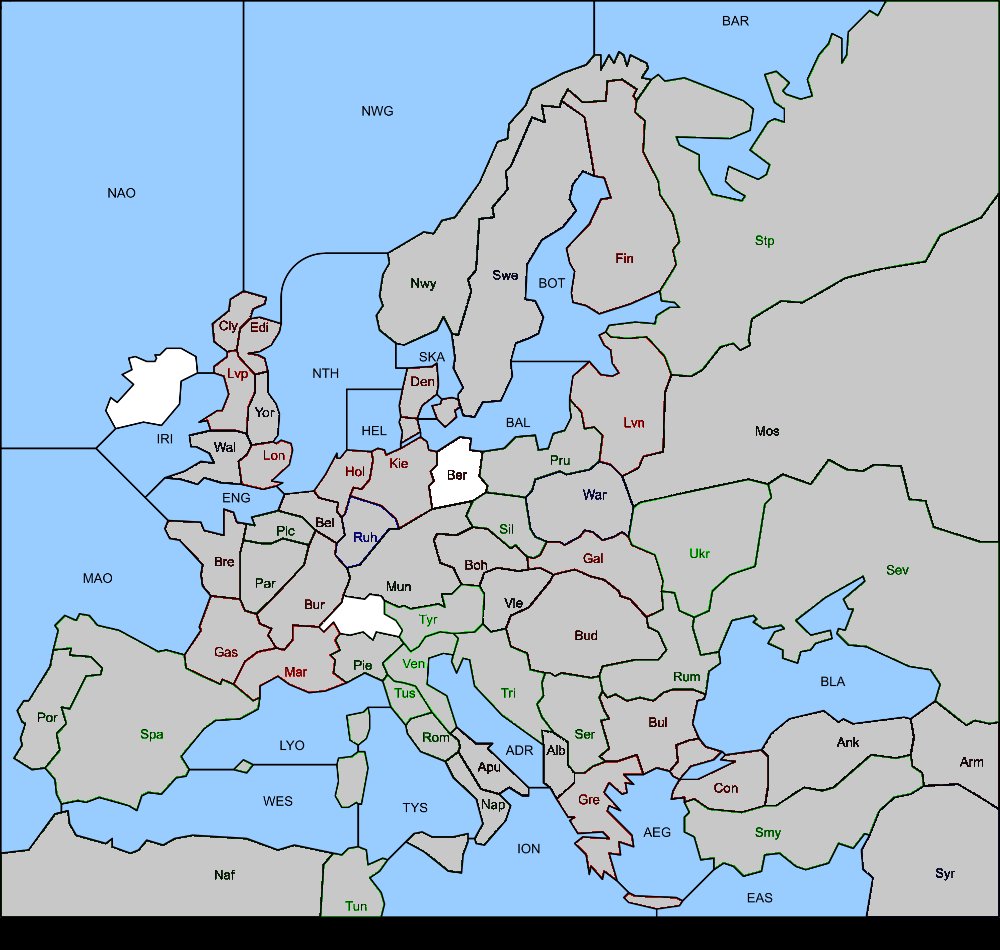 BAR
NWG
NAO
Stp
Fin
Swe
BOT
Nwy
Cly
Edi
SKA
NTH
Lvp
Den
Yor
BAL
Lvn
Mos
HEL
IRI
Wal
Lon
Hol
Kie
Pru
Ber
War
ENG
Bel
Pic
Ruh
Sil
Ukr
Gal
Bre
Boh
Sev
MAO
Par
Mun
Bur
Vie
Tyr
Bud
Gas
Mar
Pie
Ven
Rum
BLA
Por
Tus
Tri
Spa
Rom
Ser
Bul
LYO
ADR
Alb
Ank
Arm
Apu
Con
WES
TYS
Nap
Gre
AEG
Smy
ION
Naf
Syr
Tun
EAS